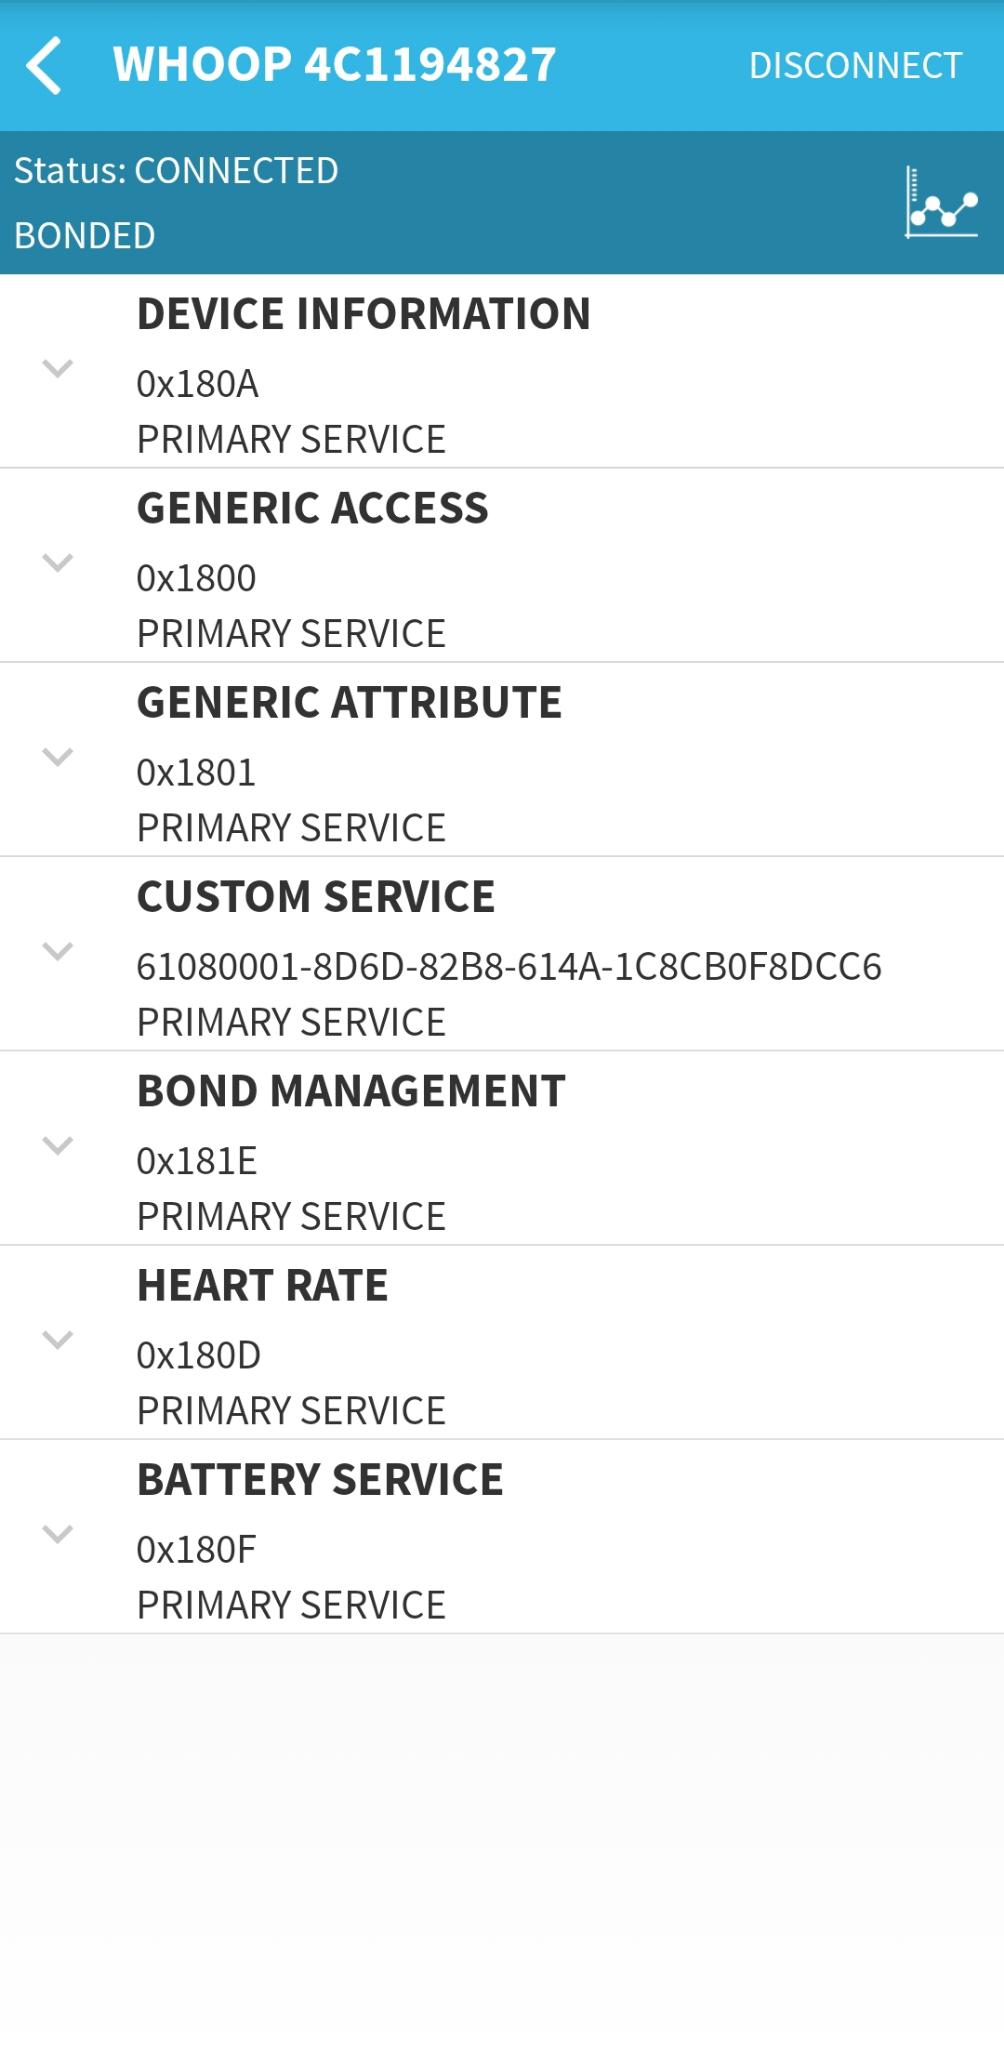 WHOOP 4C1194827
DISCONNECT
Status: CONNECTED
BONDED
DEVICE INFORMATION
0x180A
PRIMARY SERVICE
GENERIC ACCESS
0x1800
PRIMARY SERVICE
GENERIC ATTRIBUTE
0x1801
PRIMARY SERVICE
CUSTOM SERVICE
61080001-8D6D-82B8-614A-1C8CB0F8DCC6
PRIMARY SERVICE
BOND MANAGEMENT
0x181E
PRIMARY SERVICE
HEART RATE
0x180D
PRIMARY SERVICE
BATTERY SERVICE
0x180F
PRIMARY SERVICE